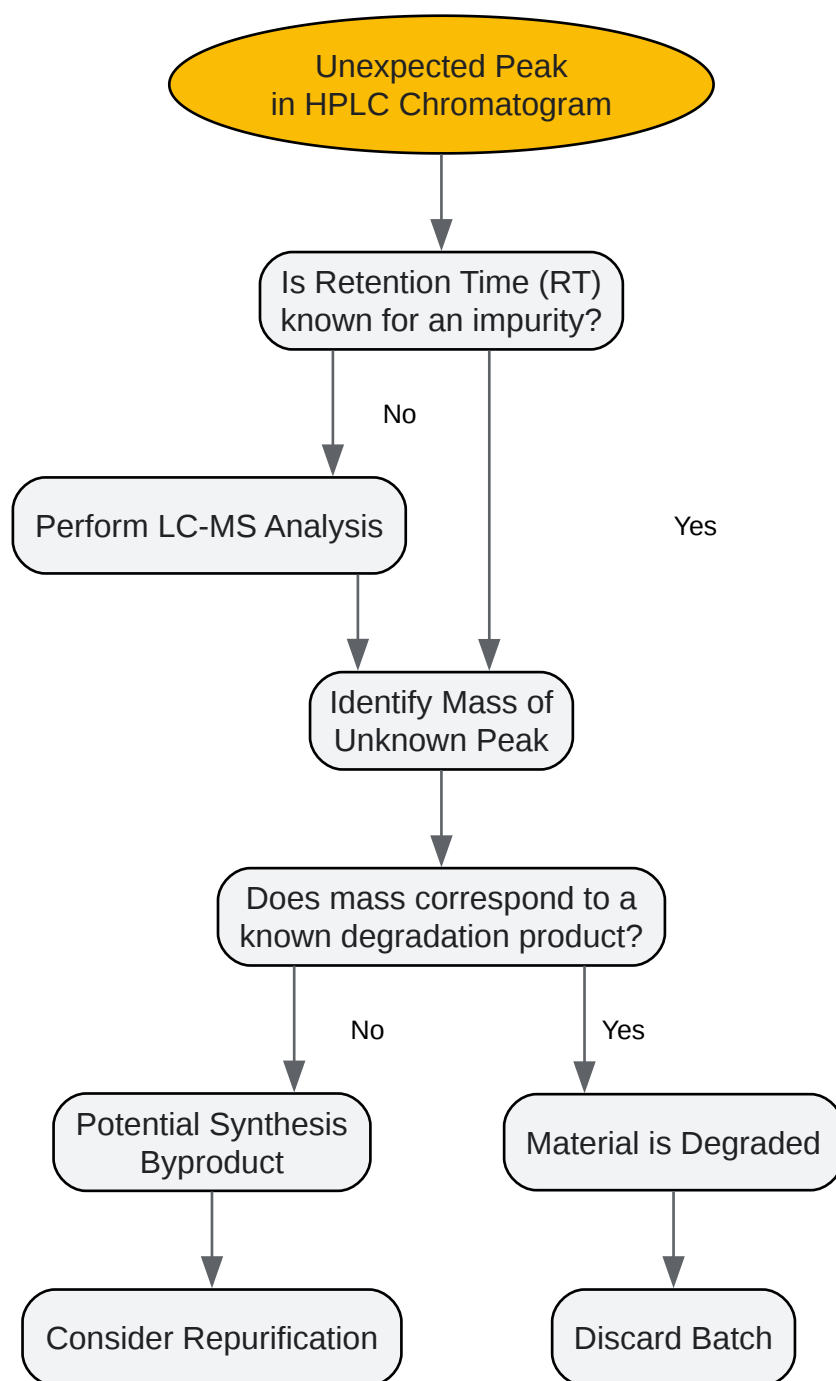 Unexpected Peak
in HPLC Chromatogram
Is Retention Time (RT)
known for an impurity?
No
Perform LC-MS Analysis
Yes
Identify Mass of
Unknown Peak
Does mass correspond to a
known degradation product?
No
Yes
Potential Synthesis
Byproduct
Material is Degraded
Consider Repurification
Discard Batch